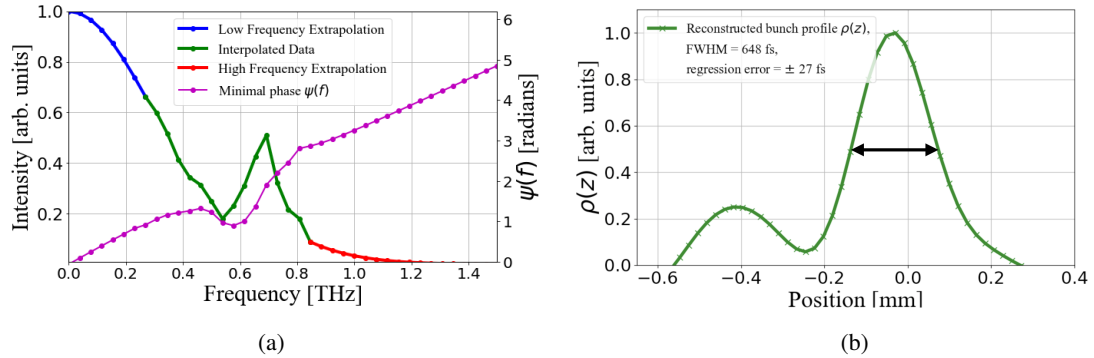 Low Frequency Extrapolation
Interpolated Data
High Frequency Extrapolation
Minimal phase ψ(f)
Intensity [arb. units]
1.0
0.8
0.6
0.4
0.2
0.0 0.2 0.4 0.6 0.8 1.0 1.2 1.4
Frequency [THz]
6
5
4
3
2
1
0
ψ(f) [radians]
(a)
Reconstructed bunch profile ρ(z),
FWHM = 648 fs,
regression error = ± 27 fs
ρ(z) [arb. units]
1.0
0.8
0.6
0.4
0.2
0.0
−0.6 −0.4 −0.2 0.0 0.2 0.4
Position [mm]
(b)